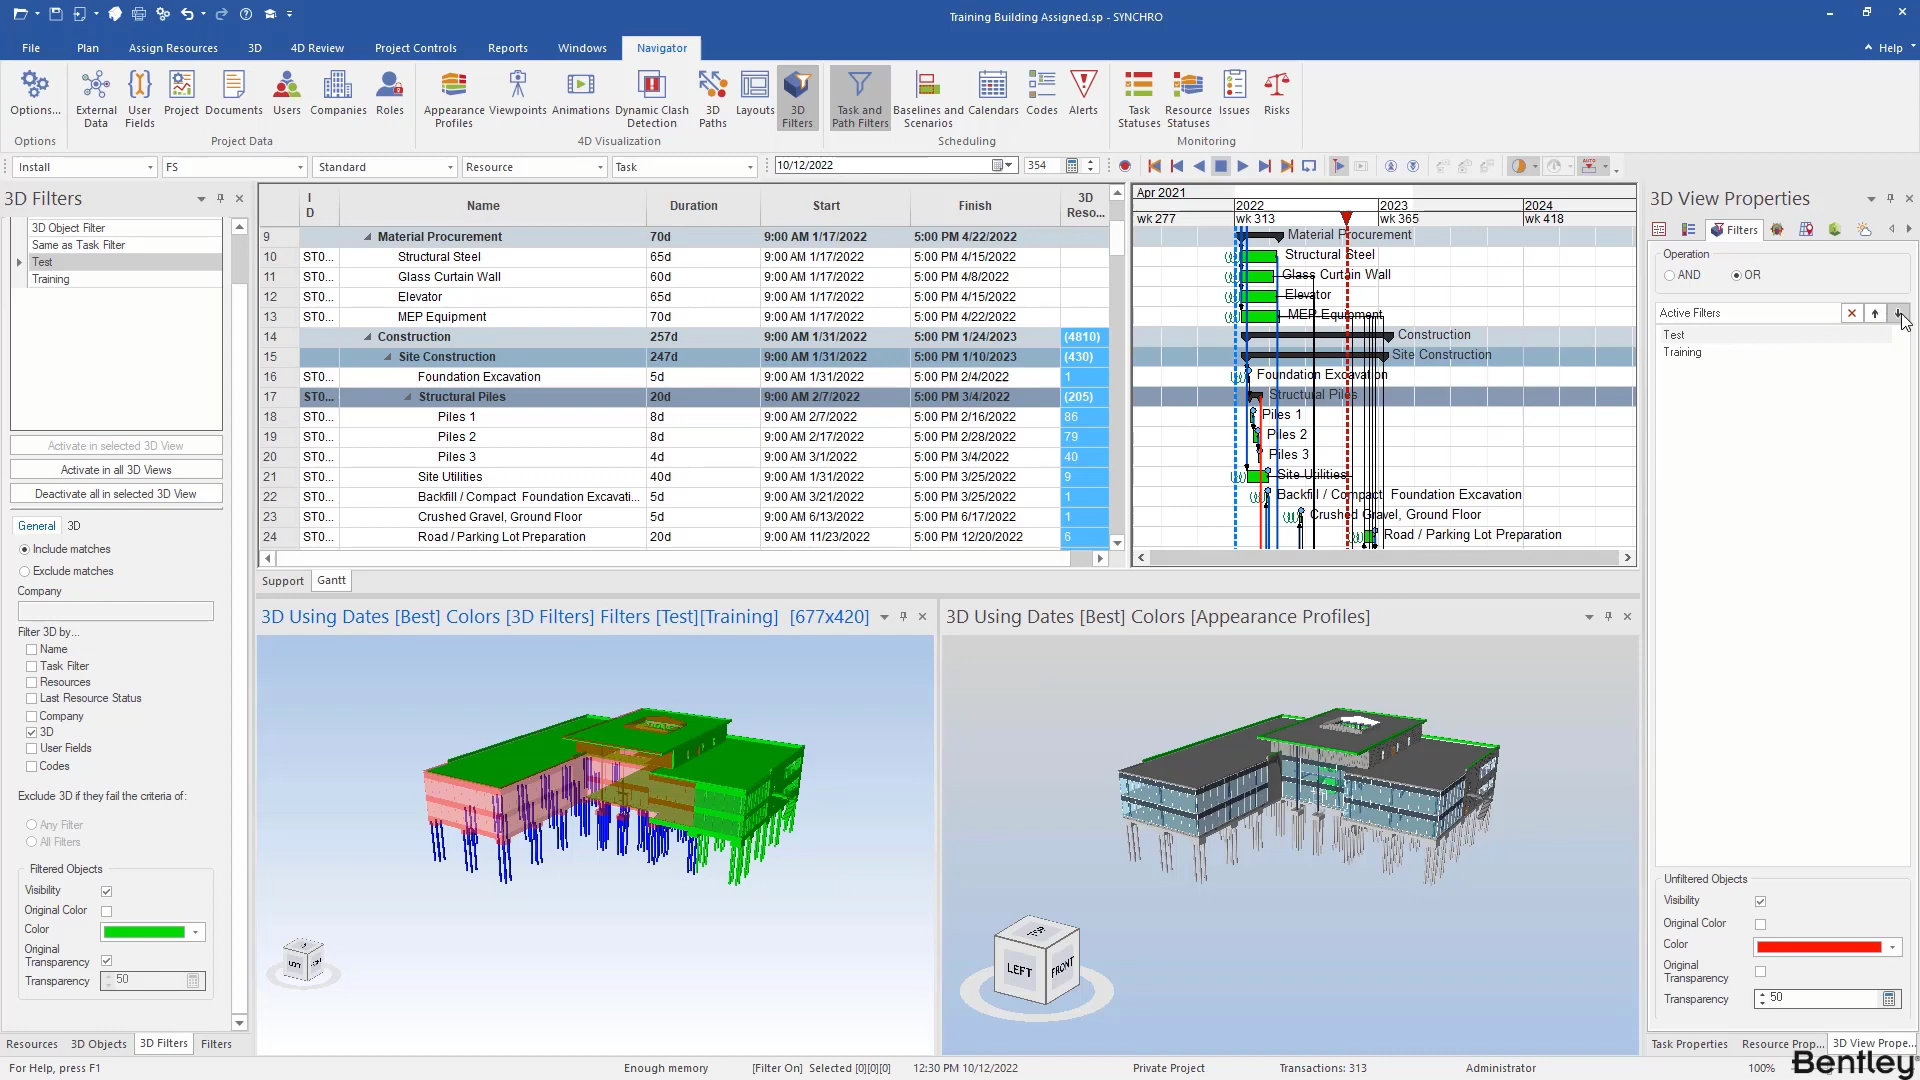 Training Building Assigned.sp - SYNCHRO
File Plan Assign Resources 3D 4D Review Project Controls Reports Windows Navigator Help
Options... External Data User Fields Project Documents Users Companies Roles Appearance Profiles Viewpoints Animations Dynamic Clash Detection 3D Paths Layouts 3D Filters Task and Path Filters Baselines and Scenarios Calendars Codes Alerts Task Statuses Resource Statuses Issues Risks
Options Project Data 4D Visualization Scheduling Monitoring
Install FS Standard Resource Task 10/12/2022 354 AUTO
3D Filters
3D Object Filter
Same as Task Filter
Test
Training
Activate in selected 3D View
Activate in all 3D Views
Deactivate all in selected 3D View
General 3D
Include matches
Exclude matches
Company
Filter 3D by...
Name
Task Filter
Resources
Last Resource Status
Company
3D
User Fields
Codes
Exclude 3D if they fail the criteria of:
Any Filter
All Filters
Filtered Objects
Visibility
Original Color
Color
Original Transparency
Transparency 50
Resources 3D Objects 3D Filters Filters
ID Name Duration Start Finish 3D Reso...
9 Material Procurement 70d 9:00 AM 1/17/2022 5:00 PM 4/22/2022
10 ST0... Structural Steel 65d 9:00 AM 1/17/2022 5:00 PM 4/15/2022
11 ST0... Glass Curtain Wall 60d 9:00 AM 1/17/2022 5:00 PM 4/8/2022
12 ST0... Elevator 65d 9:00 AM 1/17/2022 5:00 PM 4/15/2022
13 ST0... MEP Equipment 70d 9:00 AM 1/17/2022 5:00 PM 4/22/2022
14 Construction 257d 9:00 AM 1/31/2022 5:00 PM 1/24/2023 (4810)
15 Site Construction 247d 9:00 AM 1/31/2022 5:00 PM 1/10/2023 (430)
16 ST0... Foundation Excavation 5d 9:00 AM 1/31/2022 5:00 PM 2/4/2022 1
17 ST0... Structural Piles 20d 9:00 AM 2/7/2022 5:00 PM 3/4/2022 (205)
18 ST0... Piles 1 8d 9:00 AM 2/7/2022 5:00 PM 2/16/2022 86
19 ST0... Piles 2 8d 9:00 AM 2/17/2022 5:00 PM 2/28/2022 79
20 ST0... Piles 3 4d 9:00 AM 3/1/2022 5:00 PM 3/4/2022 40
21 ST0... Site Utilities 40d 9:00 AM 1/31/2022 5:00 PM 3/25/2022 9
22 ST0... Backfill / Compact Foundation Excavati... 5d 9:00 AM 3/21/2022 5:00 PM 3/25/2022 1
23 ST0... Crushed Gravel, Ground Floor 5d 9:00 AM 6/13/2022 5:00 PM 6/17/2022 1
24 ST0... Road / Parking Lot Preparation 20d 9:00 AM 11/23/2022 5:00 PM 12/20/2022 6
Support Gantt
Apr 2021
2022 2023 2024
wk 277 wk 313 wk 365 wk 418
Material Procurement
Structural Steel
Glass Curtain Wall
Elevator
MEP Equipment
Construction
Site Construction
Foundation Excavation
Structural Piles
Piles 1
Piles 2
Piles 3
Site Utilities
Backfill / Compact Foundation Excavation
Crushed Gravel, Ground Floor
Road / Parking Lot Preparation
3D Using Dates [Best] Colors [3D Filters] Filters [Test][Training] [677x420]
3D Using Dates [Best] Colors [Appearance Profiles]
LEFT FRONT
3D View Properties
Filters
Operation
AND OR
Active Filters
Test
Training
Unfiltered Objects
Visibility
Original Color
Color
Original Transparency
Transparency 50
Task Properties Resource Prop... 3D View Prope...
For Help, press F1 Enough memory [Filter On] Selected [0][0][0] 12:30 PM 10/12/2022 Private Project Transactions: 313 Administrator 100%
Bentley